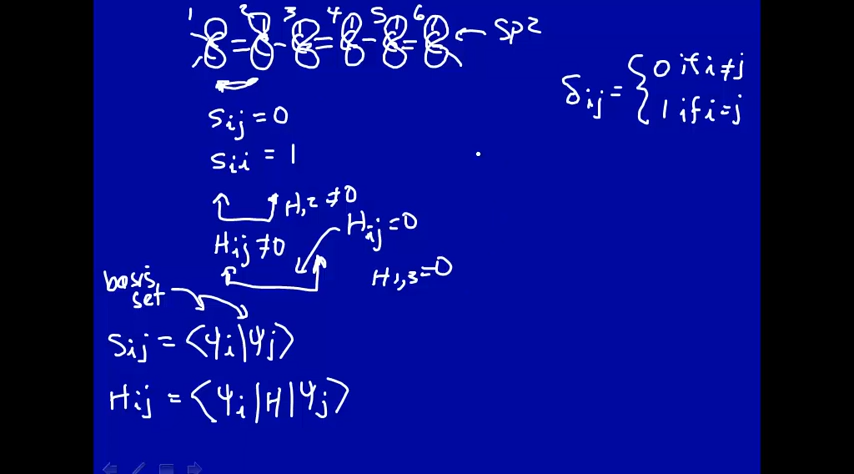 1 2 3 4 5 6
= - = - =
sp2
δij = { 0 if i ≠ j
1 if i = j
Sij = 0
Sii = 1
H1,2 ≠ 0
Hij ≠ 0
Hij = 0
H1,3 = 0
basis
set
Sij = ⟨Ψi|Ψj⟩
Hij = ⟨Ψi|H|Ψj⟩